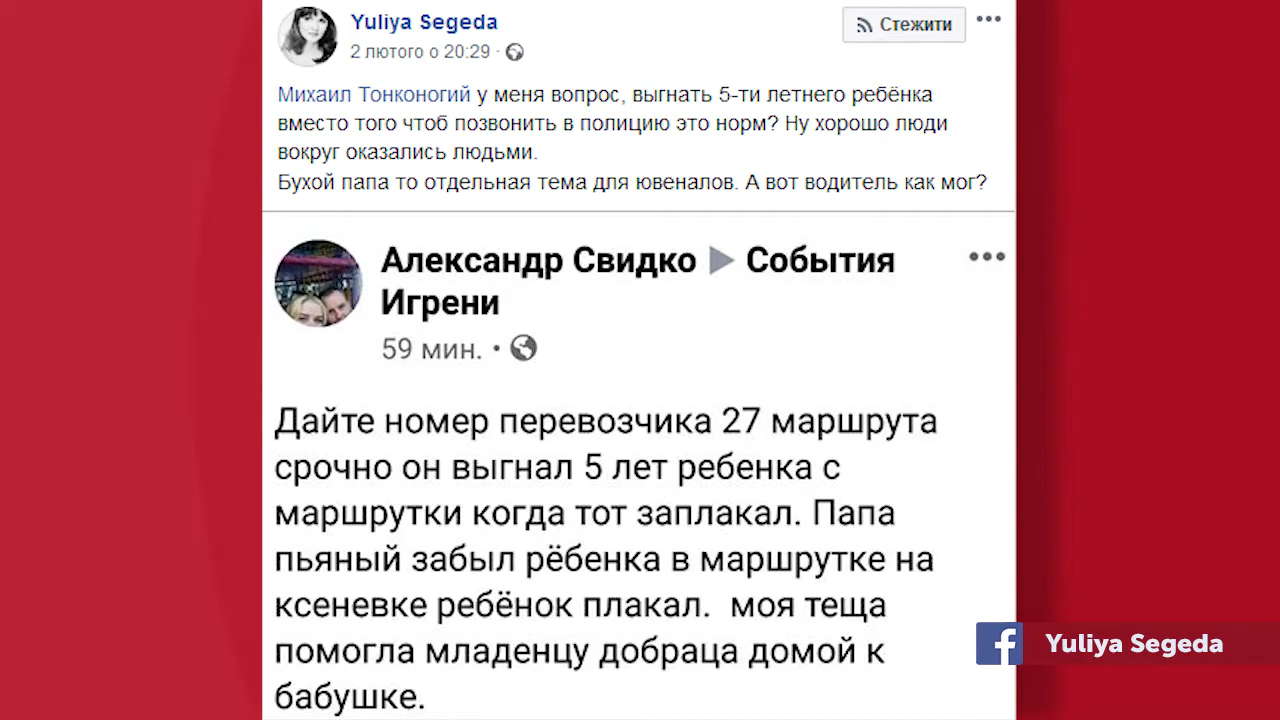 Yuliya Segeda
2 лютого о 20:29 ·
Стежити
Михаил Тонконогий у меня вопрос, выгнать 5-ти летнего ребёнка
вместо того чтоб позвонить в полицию это норм? Ну хорошо люди
вокруг оказались людьми.
Бухой папа то отдельная тема для ювеналов. А вот водитель как мог?
Александр Свидко ▶ События
Игрени
59 мин. ·
Дайте номер перевозчика 27 маршрута
срочно он выгнал 5 лет ребенка с
маршрутки когда тот заплакал. Папа
пьяный забыл рёбенка в маршрутке на
ксеневке ребёнок плакал.  моя теща
помогла младенцу добраца домой к
бабушке.
f Yuliya Segeda